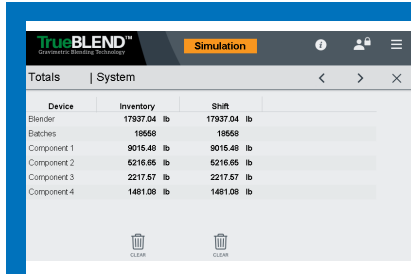 TrueBLEND™
Gravimetric Blending Technology
Simulation
Totals | System
Device Inventory Shift
Blender 17937.04 lb 17937.04 lb
Batches 18558 18558
Component 1 9015.48 lb 9015.48 lb
Component 2 5216.65 lb 5216.65 lb
Component 3 2217.57 lb 2217.57 lb
Component 4 1481.08 lb 1481.08 lb
CLEAR CLEAR